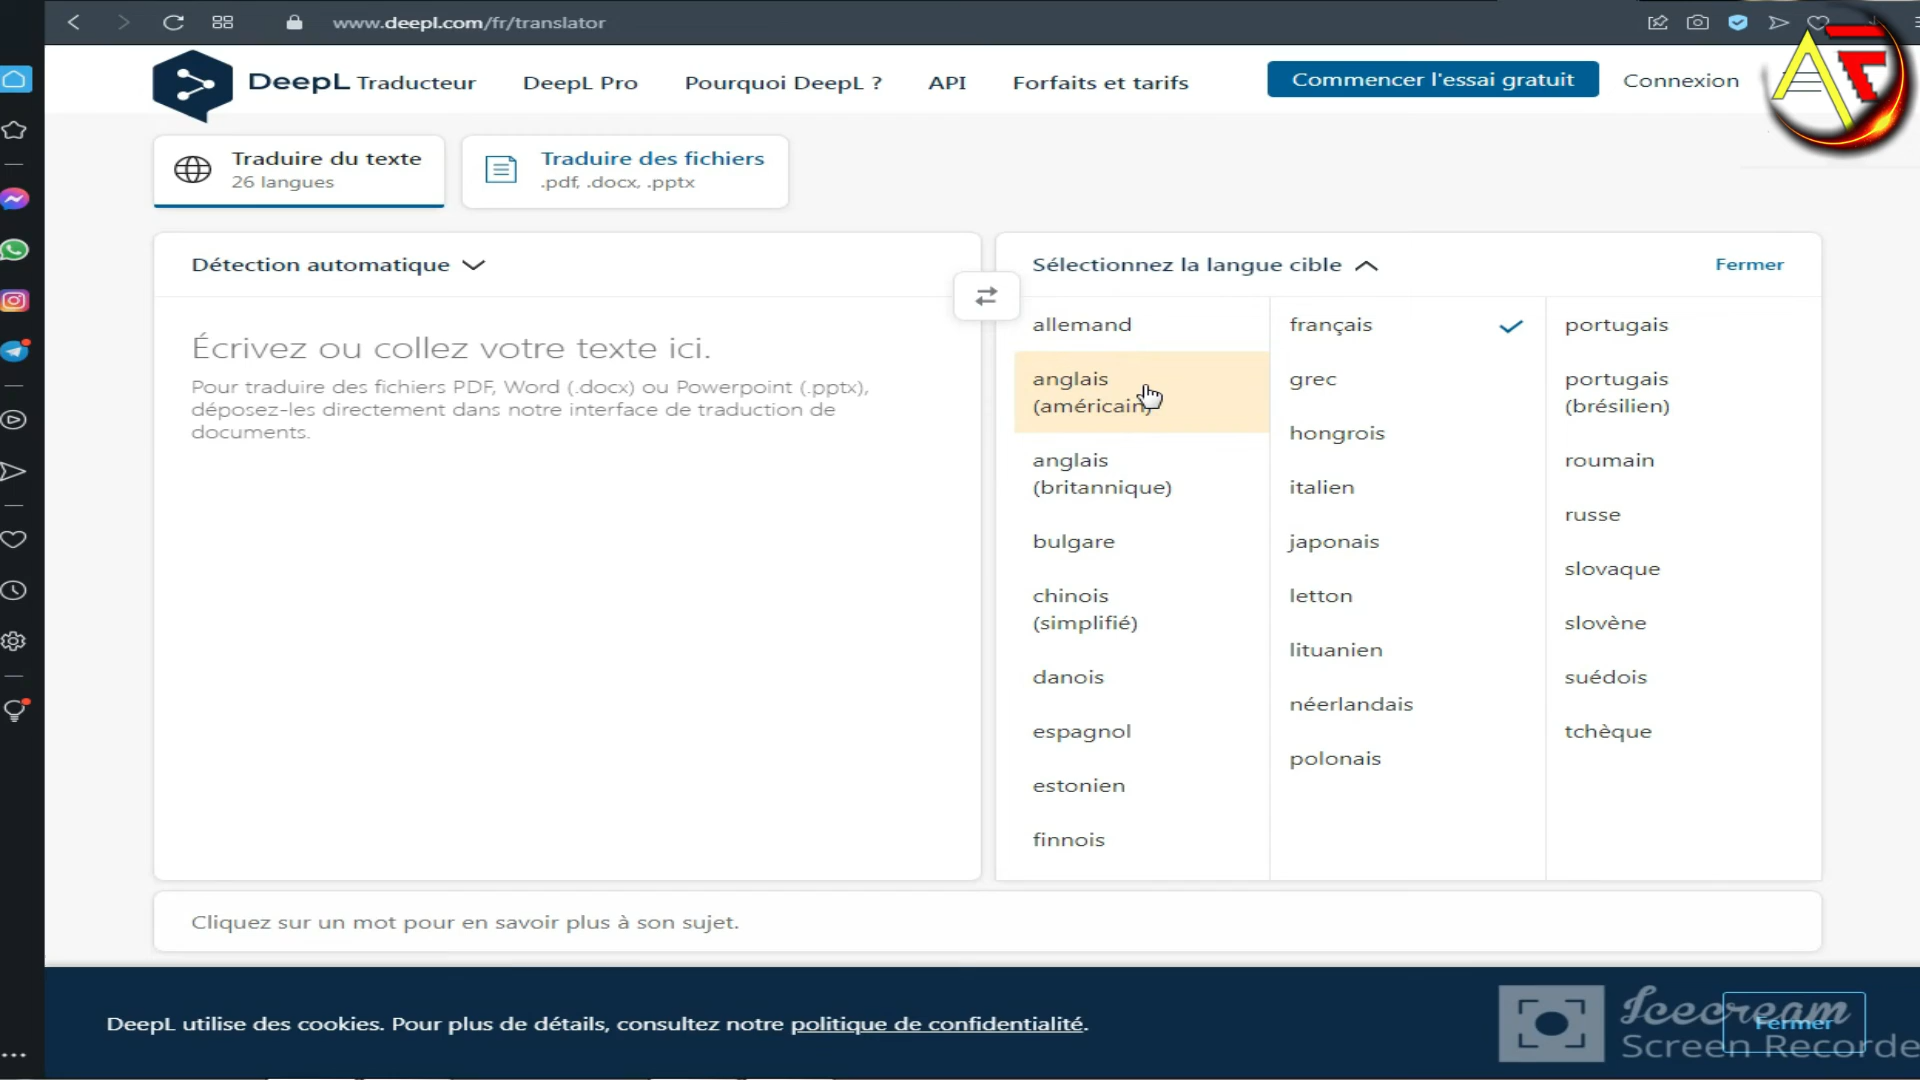 www.deepl.com/fr/translator
DeepL Traducteur
DeepL Pro
Pourquoi DeepL ?
API
Forfaits et tarifs
Commencer l'essai gratuit
Connexion
AF
Traduire du texte
26 langues
Traduire des fichiers
.pdf, .docx, .pptx
Détection automatique
Écrivez ou collez votre texte ici.
Pour traduire des fichiers PDF, Word (.docx) ou Powerpoint (.pptx),
déposez-les directement dans notre interface de traduction de
documents.
Sélectionnez la langue cible
Fermer
allemand
anglais
(américain)
anglais
(britannique)
bulgare
chinois
(simplifié)
danois
espagnol
estonien
finnois
français
grec
hongrois
italien
japonais
letton
lituanien
néerlandais
polonais
portugais
portugais
(brésilien)
roumain
russe
slovaque
slovène
suédois
tchèque
Cliquez sur un mot pour en savoir plus à son sujet.
DeepL utilise des cookies. Pour plus de détails, consultez notre politique de confidentialité.
Fermer
Icecream
Screen Recorde